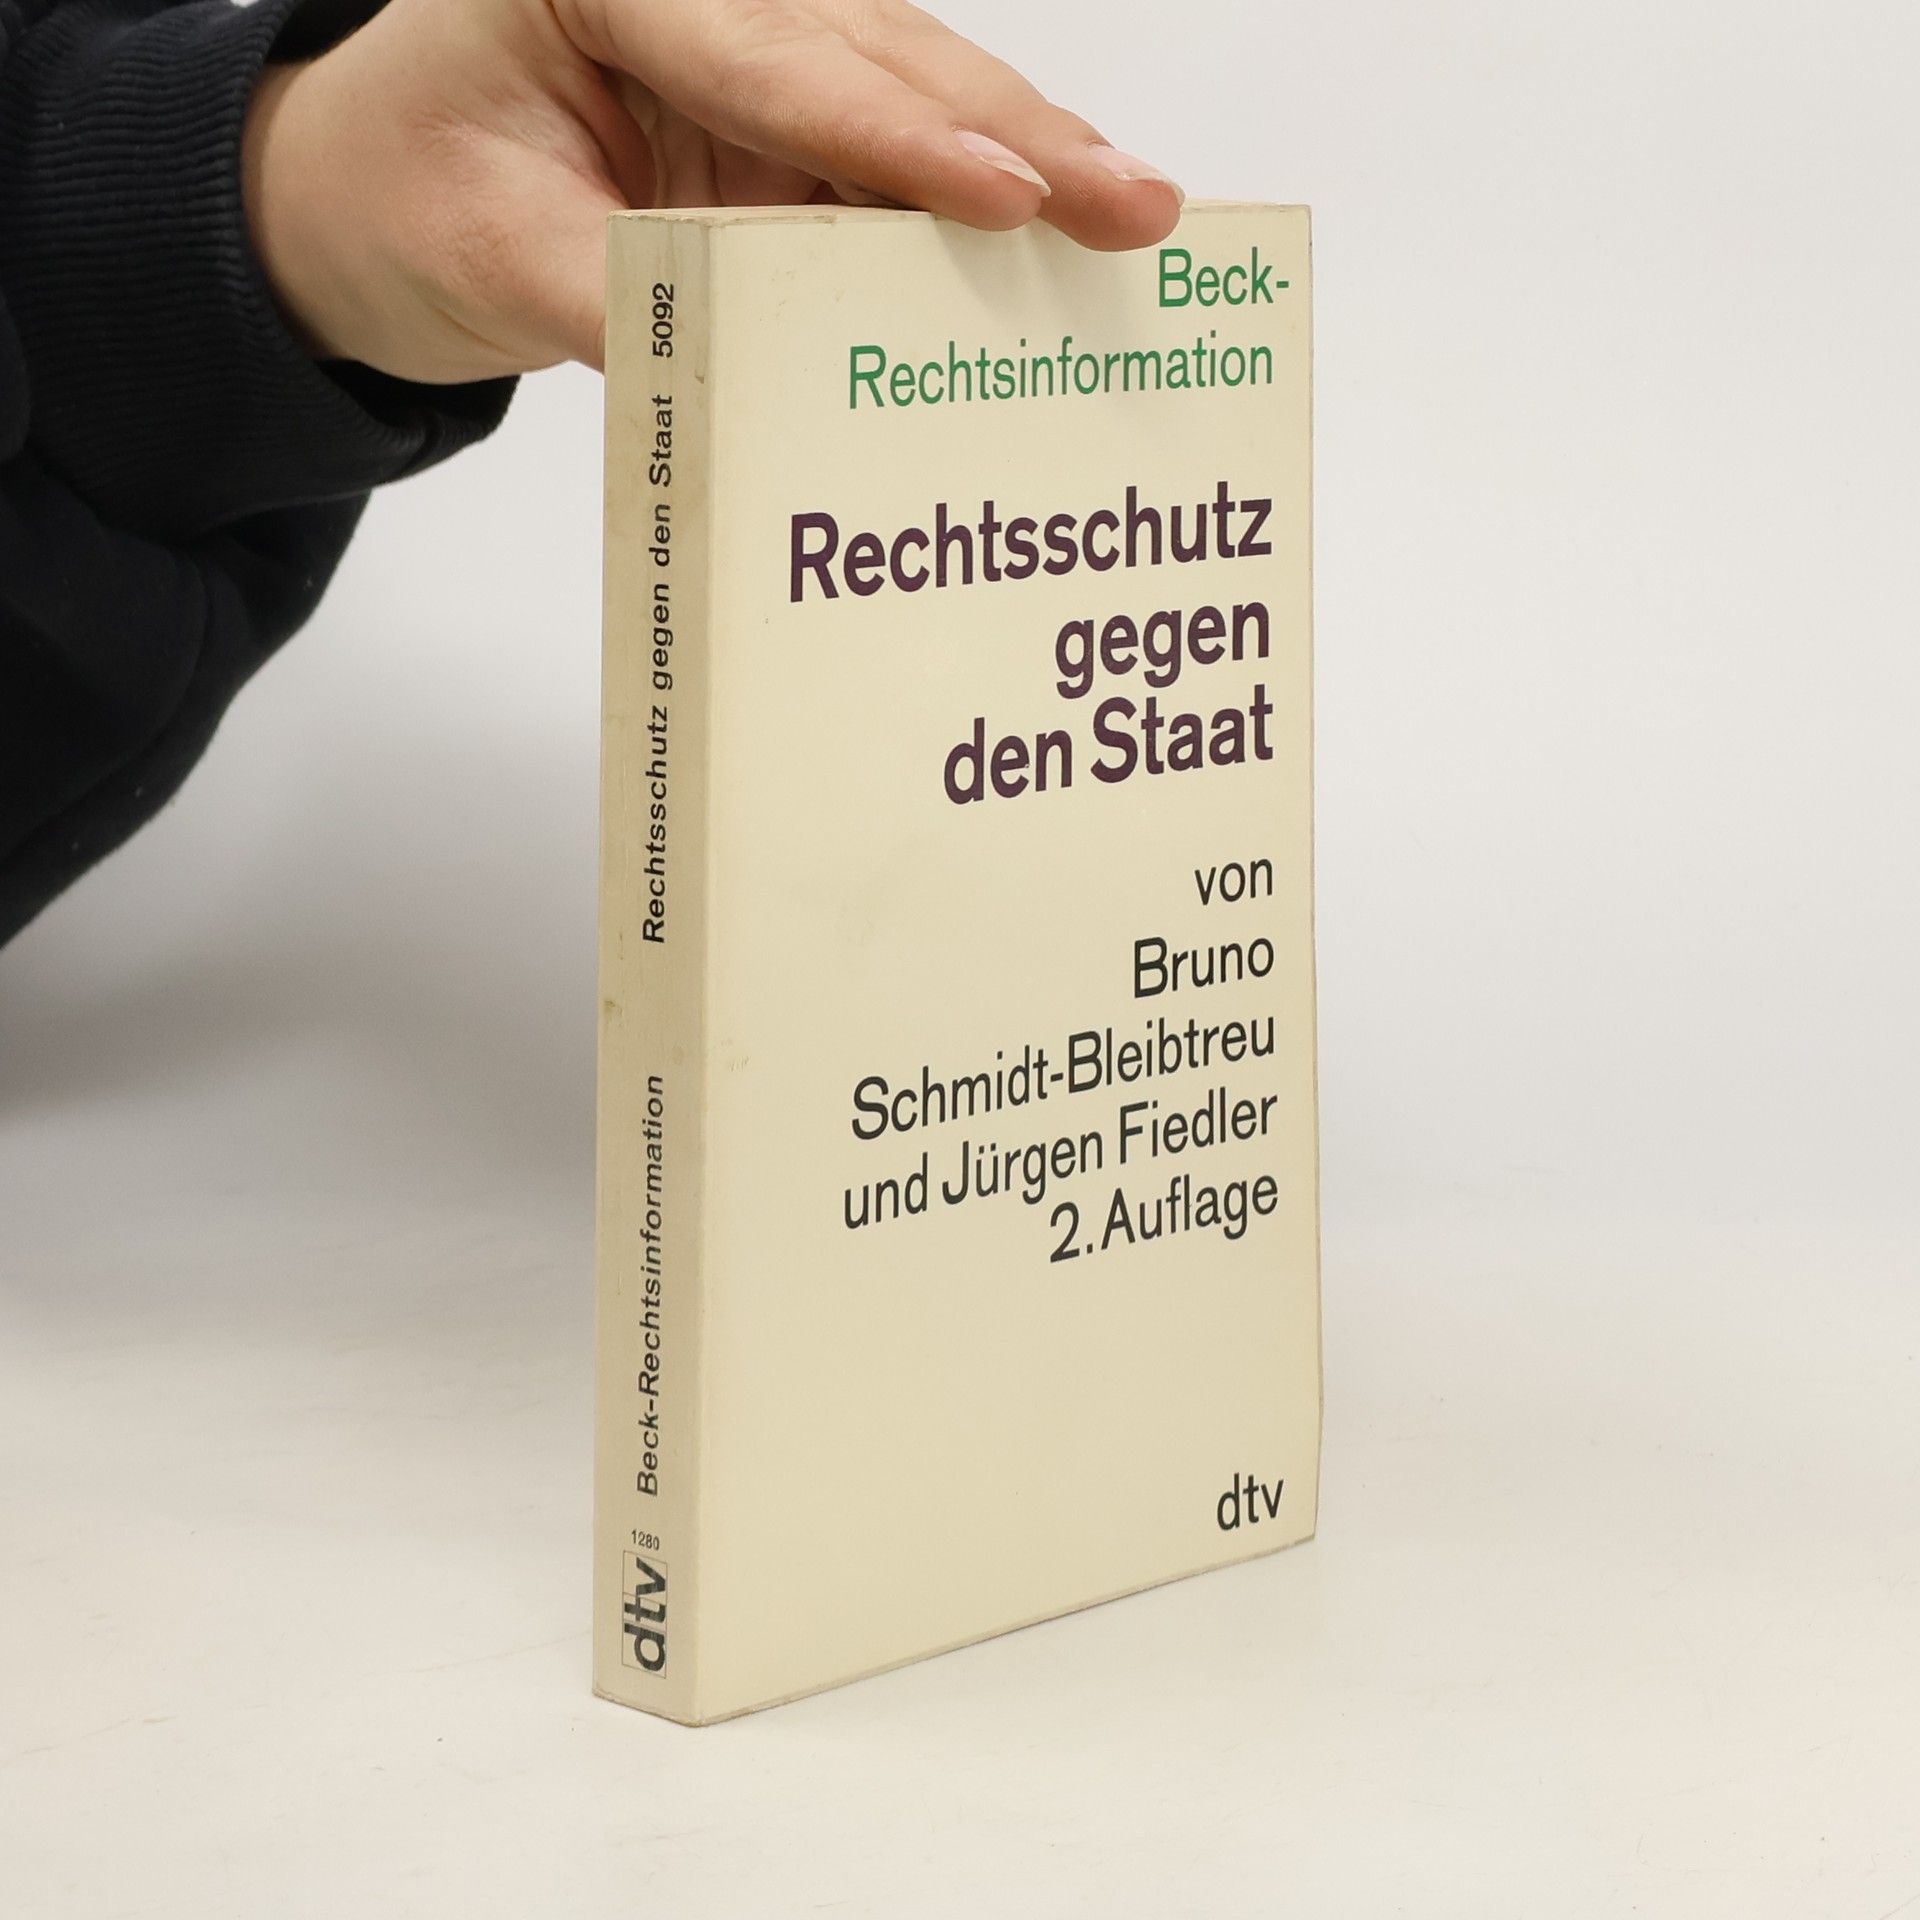 Beck-
Rechtsinformation
Rechtsschutz
gegen
den Staat
von
Bruno
Schmidt-Bleibtreu
und Jürgen Fiedler
2. Auflage
dtv
dtv
1280
Beck-Rechtsinformation
Rechtsschutz gegen den Staat
5092